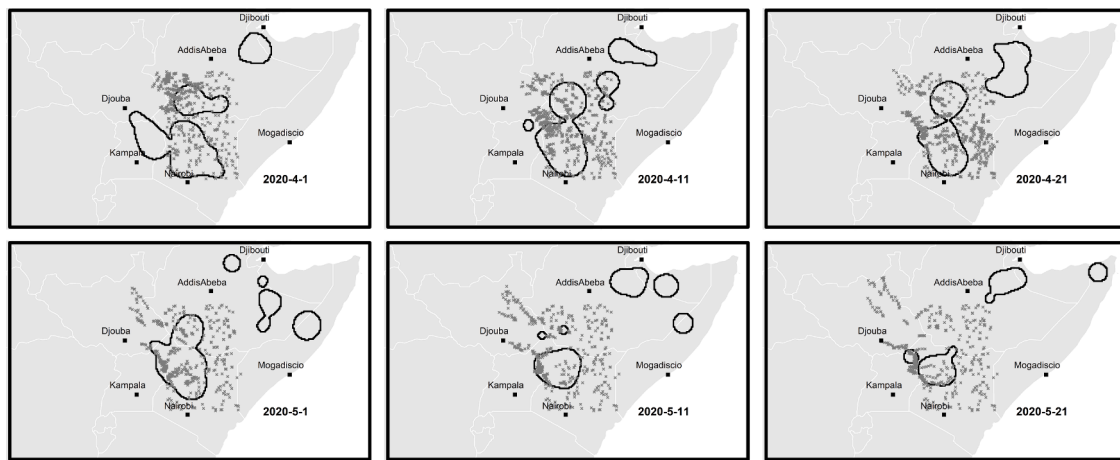 Djibouti
AddisAbeba
Djouba
Mogadiscio
Kampala
Nairobi
2020-4-1
Djibouti
AddisAbeba
Djouba
Mogadiscio
Kampala
Nairobi
2020-4-11
Djibouti
AddisAbeba
Djouba
Mogadiscio
Kampala
Nairobi
2020-4-21
Djibouti
AddisAbeba
Djouba
Mogadiscio
Kampala
Nairobi
2020-5-1
Djibouti
AddisAbeba
Djouba
Mogadiscio
Kampala
Nairobi
2020-5-11
Djibouti
AddisAbeba
Djouba
Mogadiscio
Kampala
Nairobi
2020-5-21